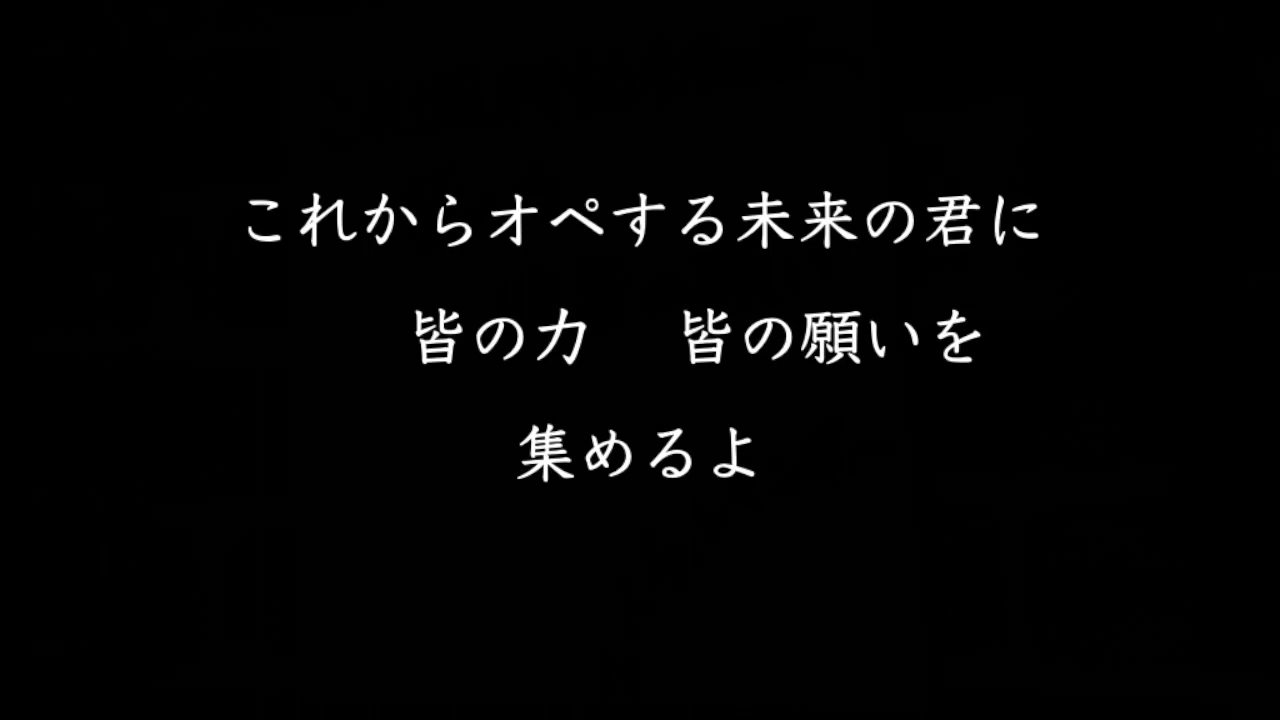 これからオペする未来の君に
皆の力　皆の願いを
集めるよ